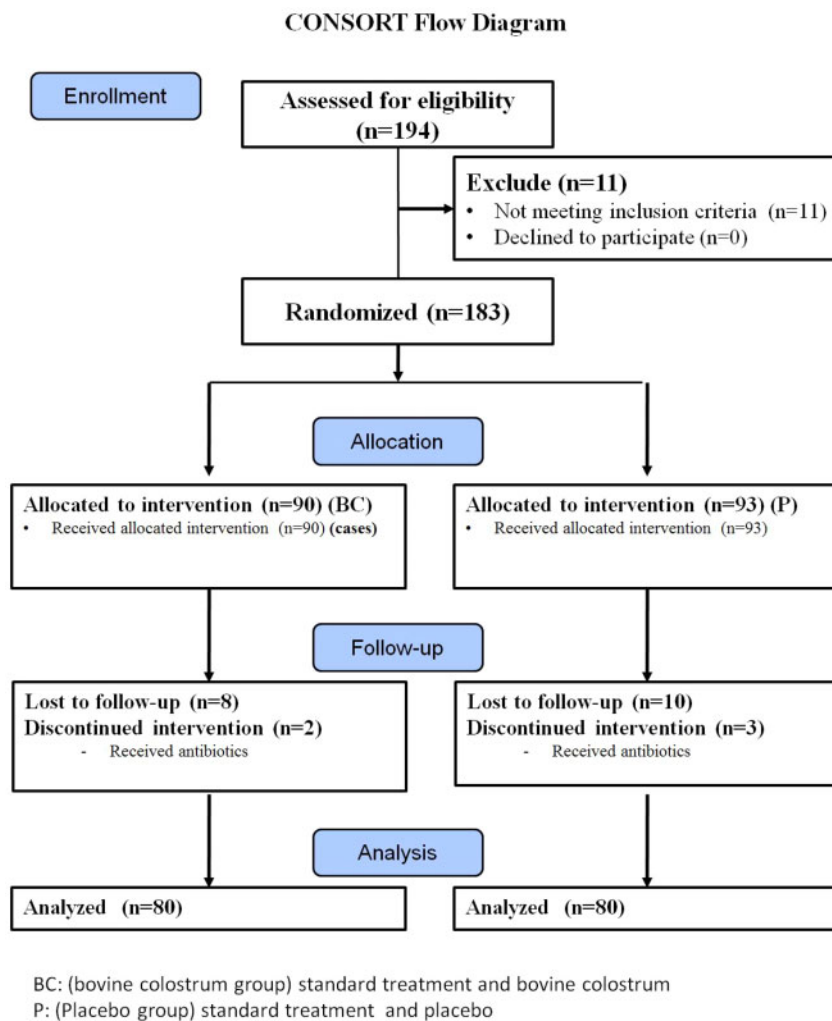 CONSORT Flow Diagram
Enrollment
Assessed for eligibility
(n=194)
Exclude (n=11)
• Not meeting inclusion criteria (n=11)
• Declined to participate (n=0)
Randomized (n=183)
Allocation
Allocated to intervention (n=90) (BC)
• Received allocated intervention (n=90) (cases)
Allocated to intervention (n=93) (P)
• Received allocated intervention (n=93)
Follow-up
Lost to follow-up (n=8)
Discontinued intervention (n=2)
- Received antibiotics
Lost to follow-up (n=10)
Discontinued intervention (n=3)
- Received antibiotics
Analysis
Analyzed (n=80)
Analyzed (n=80)
BC: (bovine colostrum group) standard treatment and bovine colostrum
P: (Placebo group) standard treatment and placebo